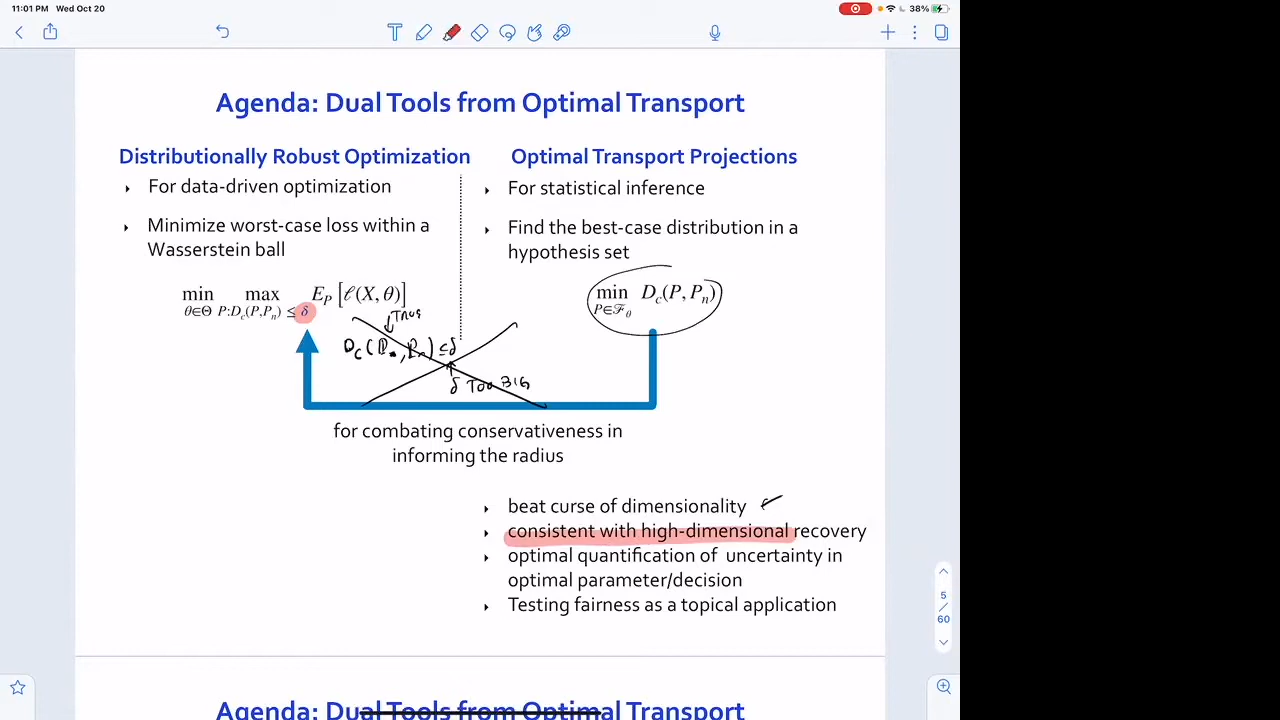 11:01 PM Wed Oct 20
38%
Agenda: Dual Tools from Optimal Transport
Distributionally Robust Optimization
‣ For data-driven optimization
‣ Minimize worst-case loss within a
Wasserstein ball
min max E_P [ℓ(X, θ)]
θ∈Θ P:D_c(P,P_n) ≤ δ
Optimal Transport Projections
‣ For statistical inference
‣ Find the best-case distribution in a
hypothesis set
min D_c(P, P_n)
P∈ℱ_θ
TRUE
≤ δ
δ TOO BIG
for combating conservativeness in
informing the radius
‣ beat curse of dimensionality
‣ consistent with high-dimensional recovery
‣ optimal quantification of uncertainty in
optimal parameter/decision
‣ Testing fairness as a topical application
5
/
60
Agenda: Dual Tools from Optimal Transport